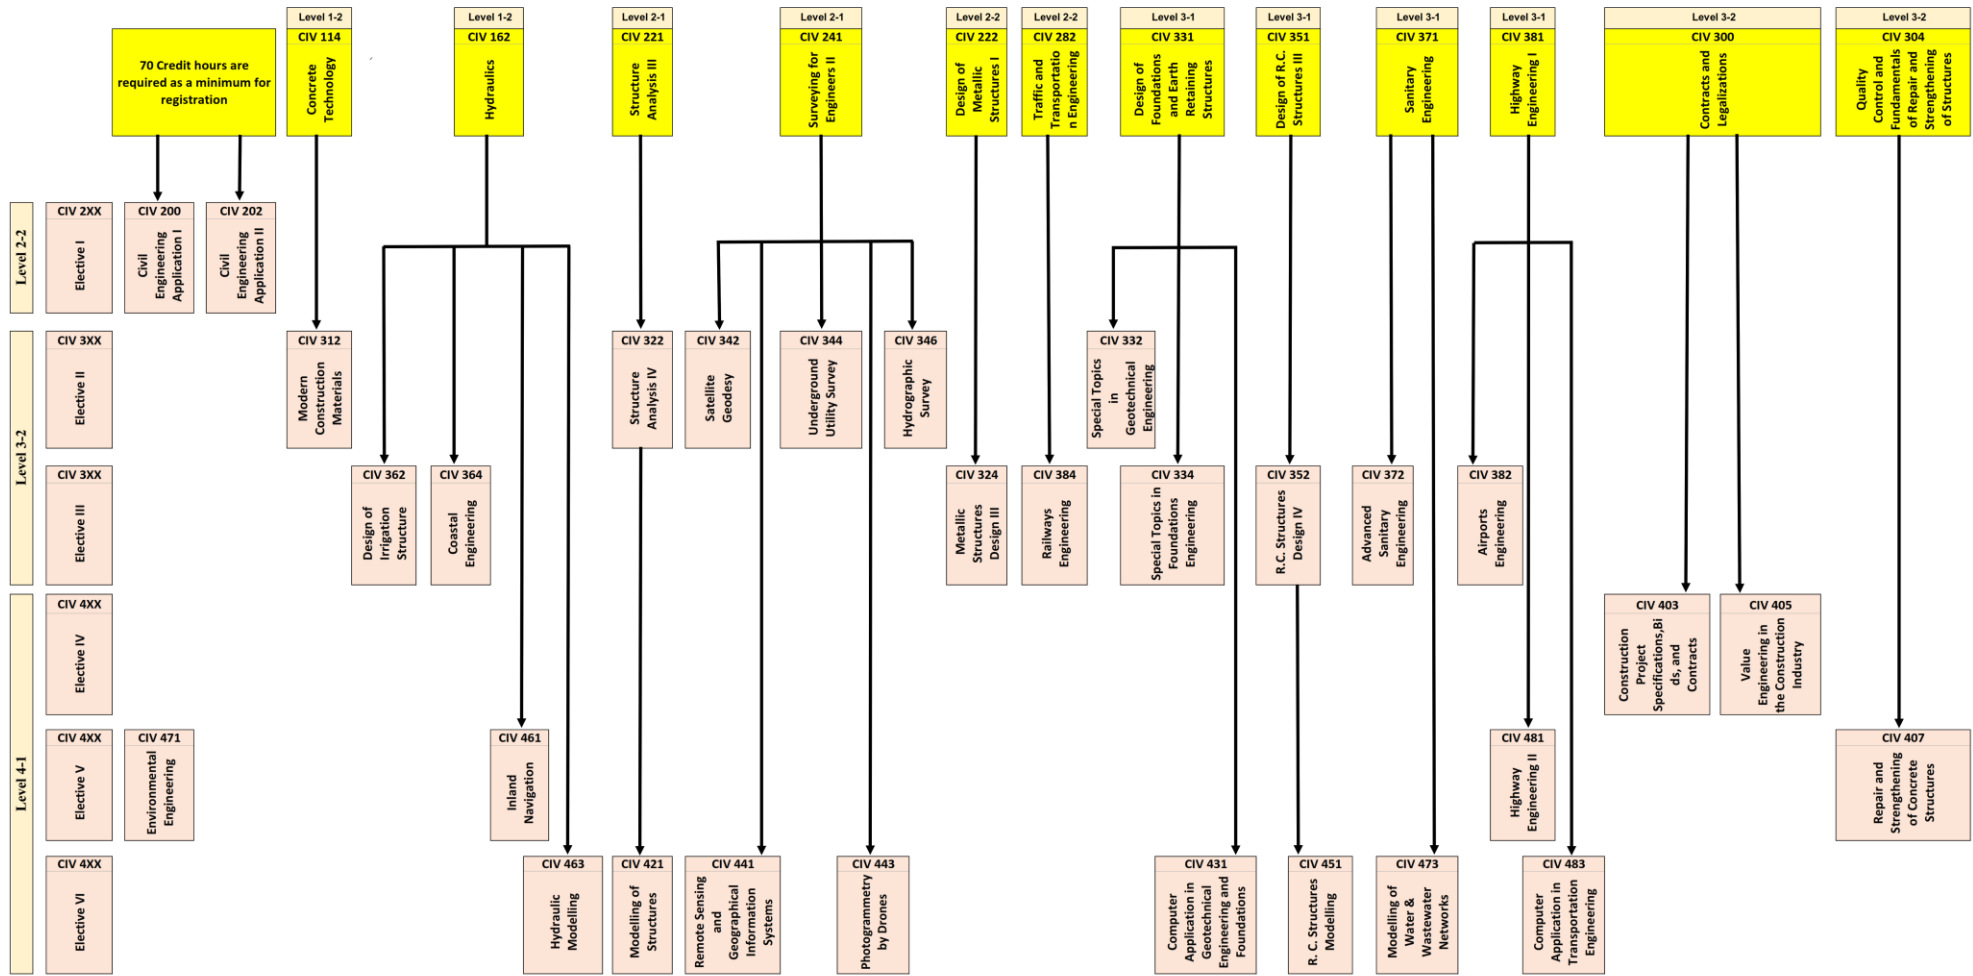 Level 1-2
Level 1-2
Level 2-1
Level 2-1
Level 2-2
Level 2-2
Level 3-1
Level 3-1
Level 3-1
Level 3-1
Level 3-2
Level 3-2
70 Credit hours are
required as a minimum for
registration
CIV 114
Concrete
Technology
CIV 162
Hydraulics
CIV 221
Structure
Analysis III
CIV 241
Surveying for
Engineers II
CIV 222
Design of
Metallic
Structures I
CIV 282
Traffic and
Transportatio
n Engineering
CIV 331
Design of
Foundations
and Earth
Retaining
Structures
CIV 351
Design of R.C.
Structures III
CIV 371
Sanitary
Engineering
CIV 381
Highway
Engineering I
CIV 300
Contracts and
Legalizations
CIV 304
Quality
Control and
Fundamentals
of Repair and
Strengthening
of Structures
Level 2-2
CIV 2XX
Elective I
CIV 200
Civil
Engineering
Application I
CIV 202
Civil
Engineering
Application II
Level 3-2
CIV 3XX
Elective II
CIV 312
Modern
Construction
Materials
CIV 322
Structure
Analysis IV
CIV 342
Satellite
Geodesy
CIV 344
Underground
Utility Survey
CIV 346
Hydrographic
Survey
CIV 332
Special Topics
in
Geotechnical
Engineering
CIV 3XX
Elective III
CIV 362
Design of
Irrigation
Structure
CIV 364
Coastal
Engineering
CIV 324
Metallic
Structures
Design III
CIV 384
Railways
Engineering
CIV 334
Special Topics in
Foundations
Engineering
CIV 352
R.C. Structures
Design IV
CIV 372
Advanced
Sanitary
Engineering
CIV 382
Airports
Engineering
Level 4-1
CIV 4XX
Elective IV
CIV 403
Construction
Project
Specifications,Bi
ds, and
Contracts
CIV 405
Value
Engineering in
the Construction
Industry
CIV 4XX
Elective V
CIV 471
Environmental
Engineering
CIV 461
Inland
Navigation
CIV 481
Highway
Engineering II
CIV 407
Repair and
Strengthening
of Concrete
Structures
CIV 4XX
Elective VI
CIV 463
Hydraulic
Modelling
CIV 421
Modelling of
Structures
CIV 441
Remote Sensing
and
Geographical
Information
Systems
CIV 443
Photogrammetry
by Drones
CIV 431
Computer
Application in
Geotechnical
Engineering and
Foundations
CIV 451
R. C. Structures
Modelling
CIV 473
Modelling of
Water &
Wastewater
Networks
CIV 483
Computer
Application in
Transportation
Engineering